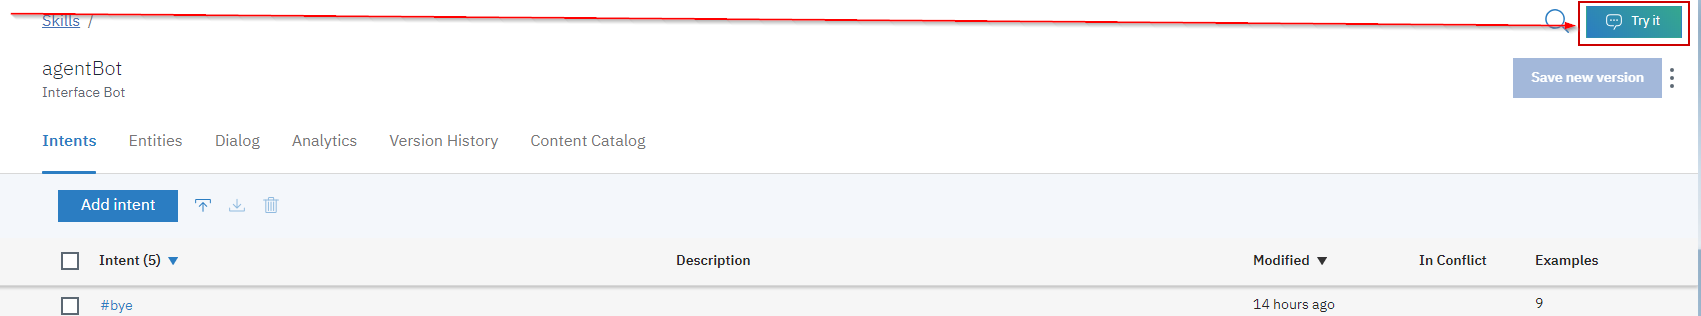 Skills /
Try it
agentBot
Interface Bot
Save new version
Intents Entities Dialog Analytics Version History Content Catalog
Add intent
Intent (5) Description Modified In Conflict Examples
#bye 14 hours ago 9